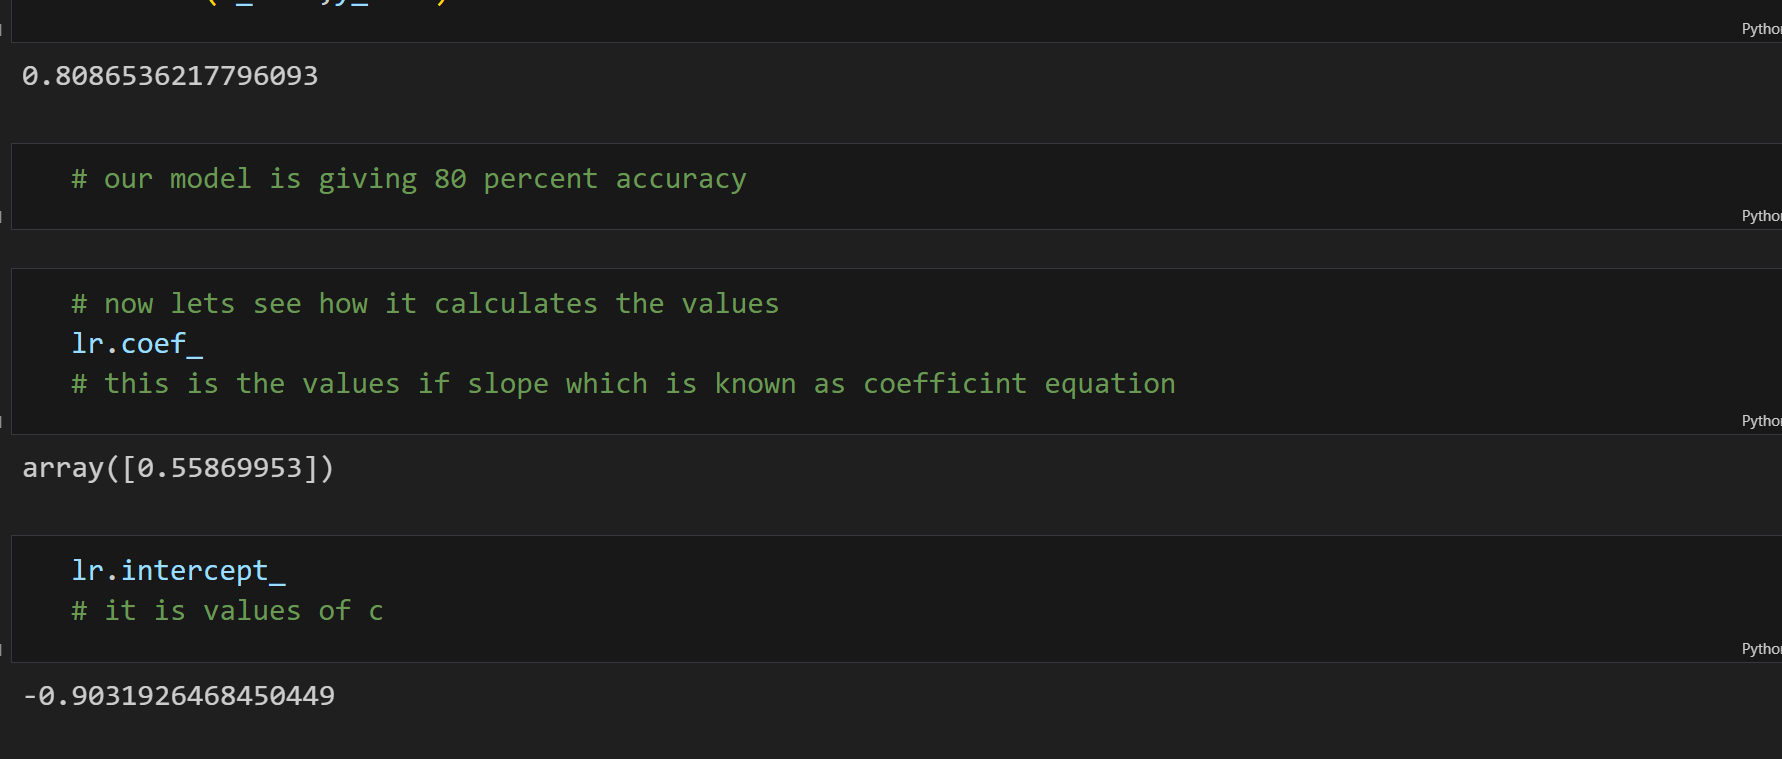 Pytho
0.8086536217796093
# our model is giving 80 percent accuracy
Pytho
# now lets see how it calculates the values
lr.coef_
# this is the values if slope which is known as coefficint equation
Pytho
array([0.55869953])
lr.intercept_
# it is values of c
Pytho
-0.9031926468450449